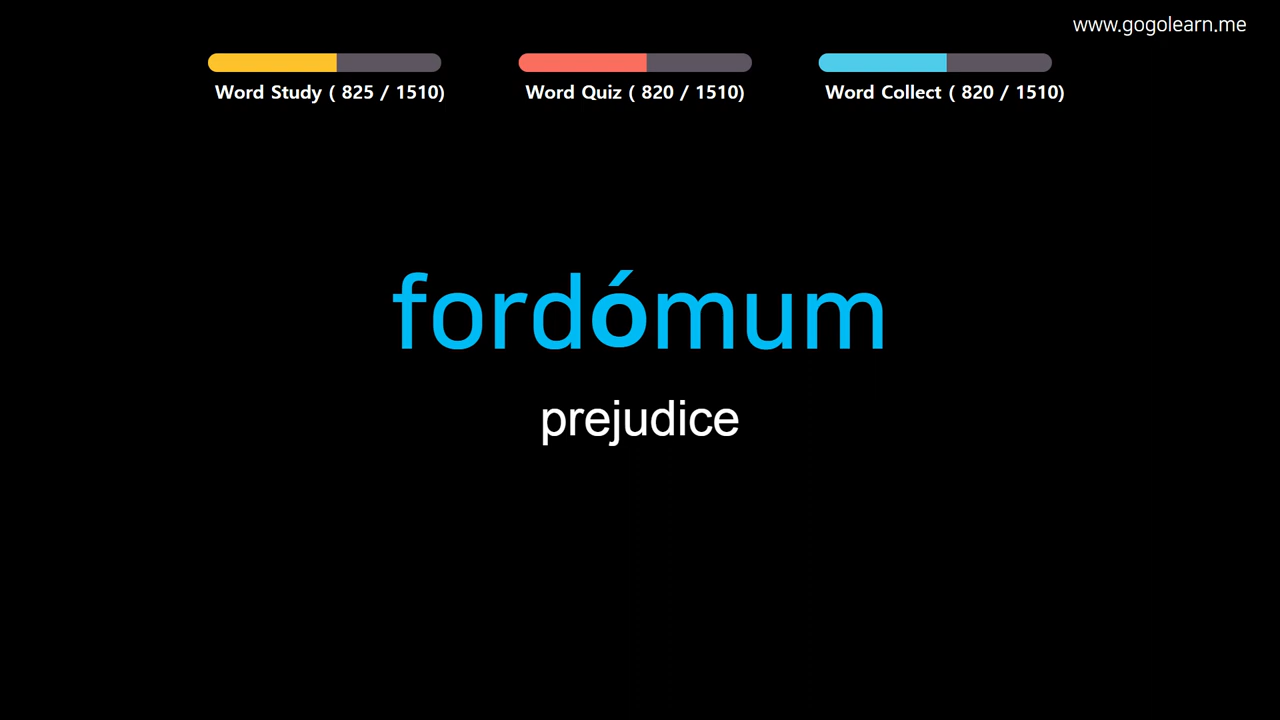 www.gogolearn.me
Word Study ( 825 / 1510)
Word Quiz ( 820 / 1510)
Word Collect ( 820 / 1510)
fordómum
prejudice